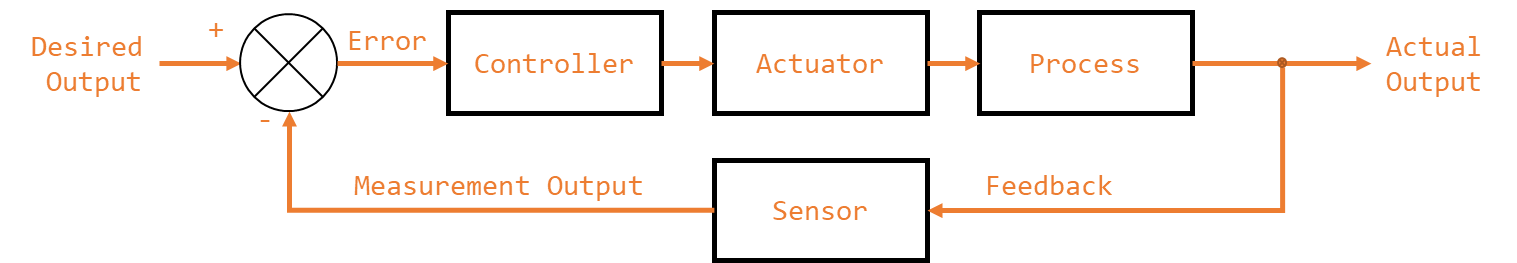 Desired
Output
+
-
Error
Controller
Actuator
Process
Actual
Output
Measurement Output
Sensor
Feedback